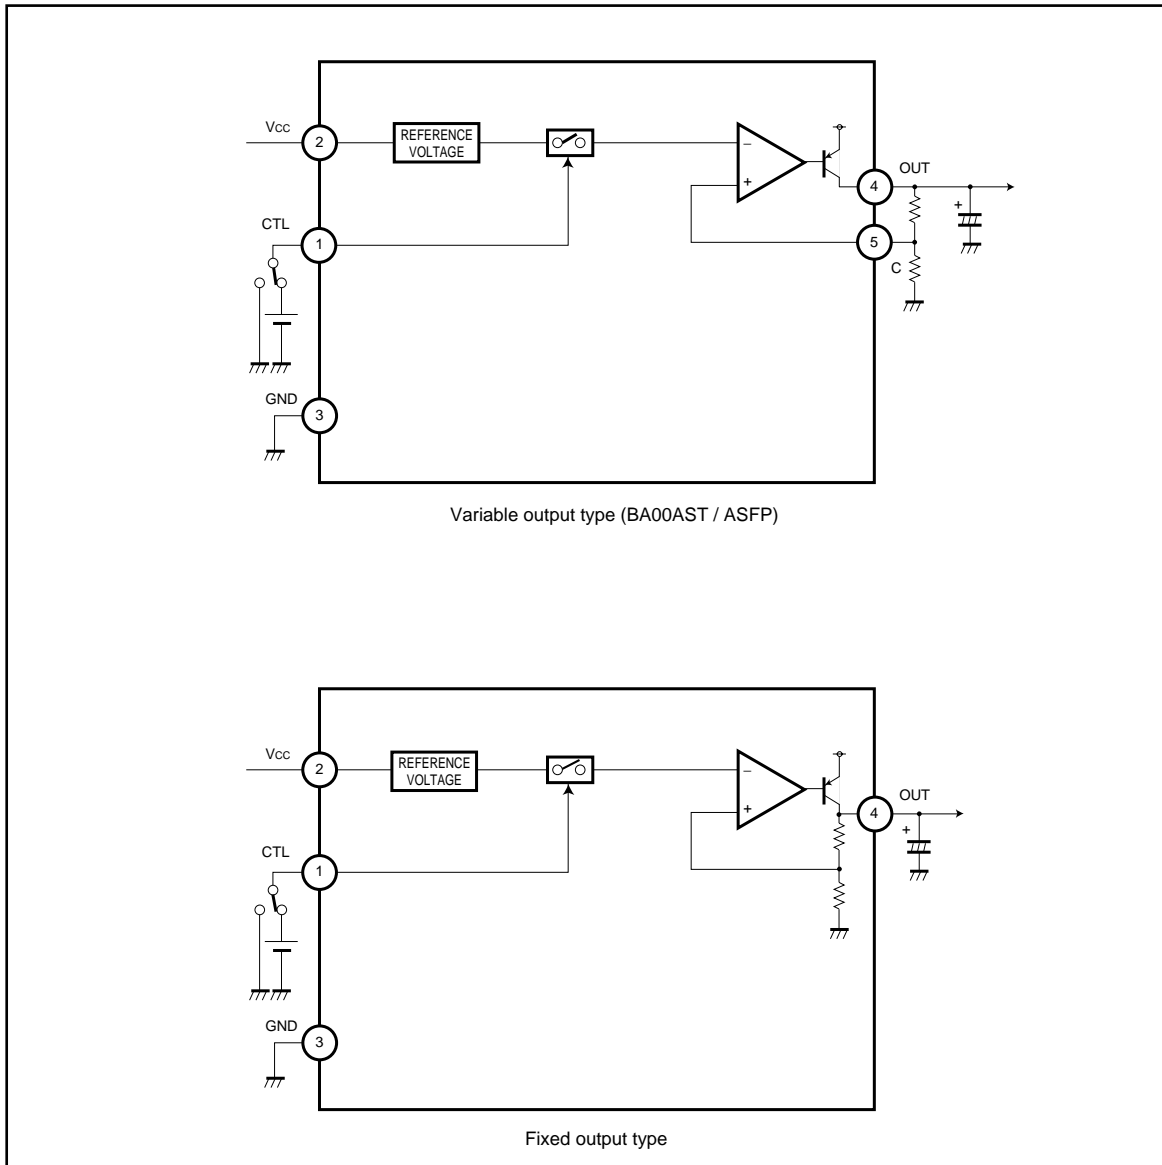 Vcc
2
REFERENCE
VOLTAGE
−
+
OUT
4
+
CTL
1
5
C
GND
3
Variable output type (BA00AST / ASFP)
Vcc
2
REFERENCE
VOLTAGE
−
+
OUT
4
+
CTL
1
GND
3
Fixed output type